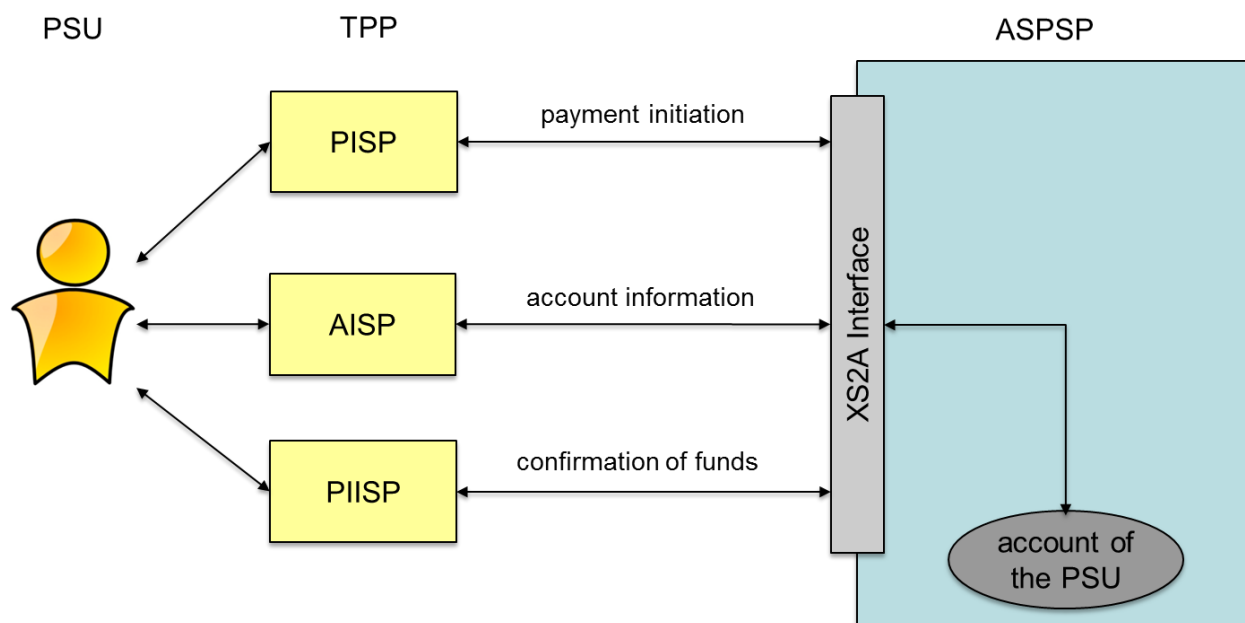 PSU
TPP
ASPSP
PISP
payment initiation
AISP
account information
XS2A Interface
PIISP
confirmation of funds
account of
the PSU